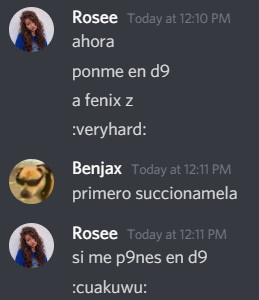 Rosee Today at 12:10 PM
ahora
ponme en d9
a fenix z
:veryhard:
Benjax Today at 12:11 PM
primero succionamela
Rosee Today at 12:11 PM
si me p9nes en d9
:cuakuwu: